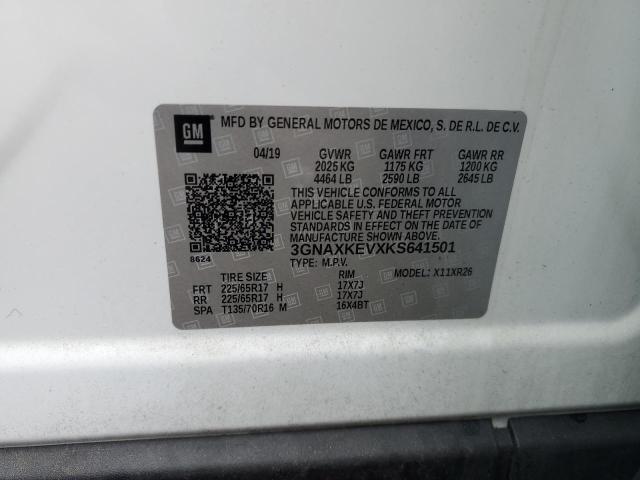 GM
MFD BY GENERAL MOTORS DE MEXICO, S. DE R.L. DE C.V.
04/19 GVWR GAWR FRT GAWR RR
2025 KG 1175 KG 1200 KG
4464 LB 2590 LB 2645 LB
THIS VEHICLE CONFORMS TO ALL
APPLICABLE U.S. FEDERAL MOTOR
VEHICLE SAFETY AND THEFT PREVENTION
STANDARDS IN EFFECT ON THE DATE OF
MANUFACTURE SHOWN ABOVE.
3GNAXKEVXKS641501
8624
TYPE: M.P.V. MODEL: X11XR26
TIRE SIZE RIM
FRT 225/65R17 H 17X7J
RR 225/65R17 H 17X7J
SPA T135/70R16 M 16X4BT